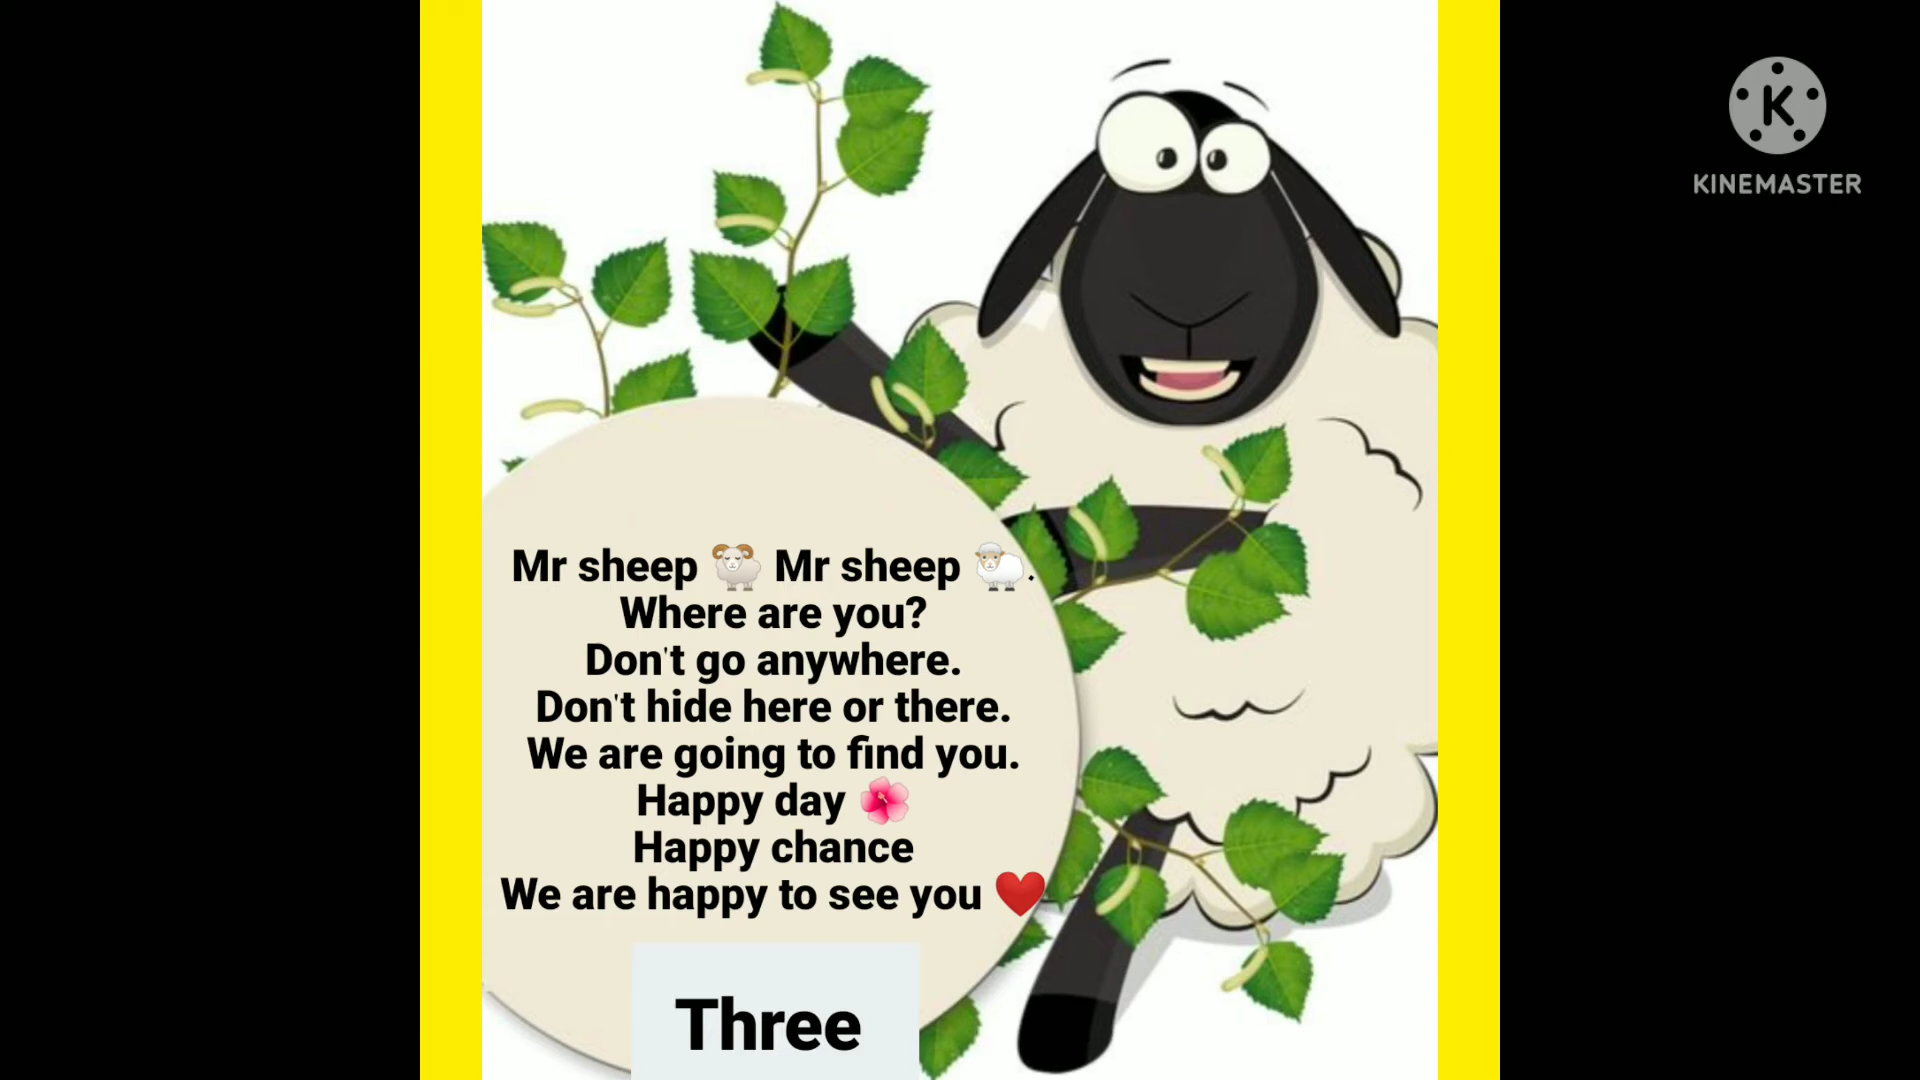 Mr sheep 🐏 Mr sheep 🐑.
Where are you?
Don't go anywhere.
Don't hide here or there.
We are going to find you.
Happy day 🌺
Happy chance
We are happy to see you ❤️
Three
K
KINEMASTER